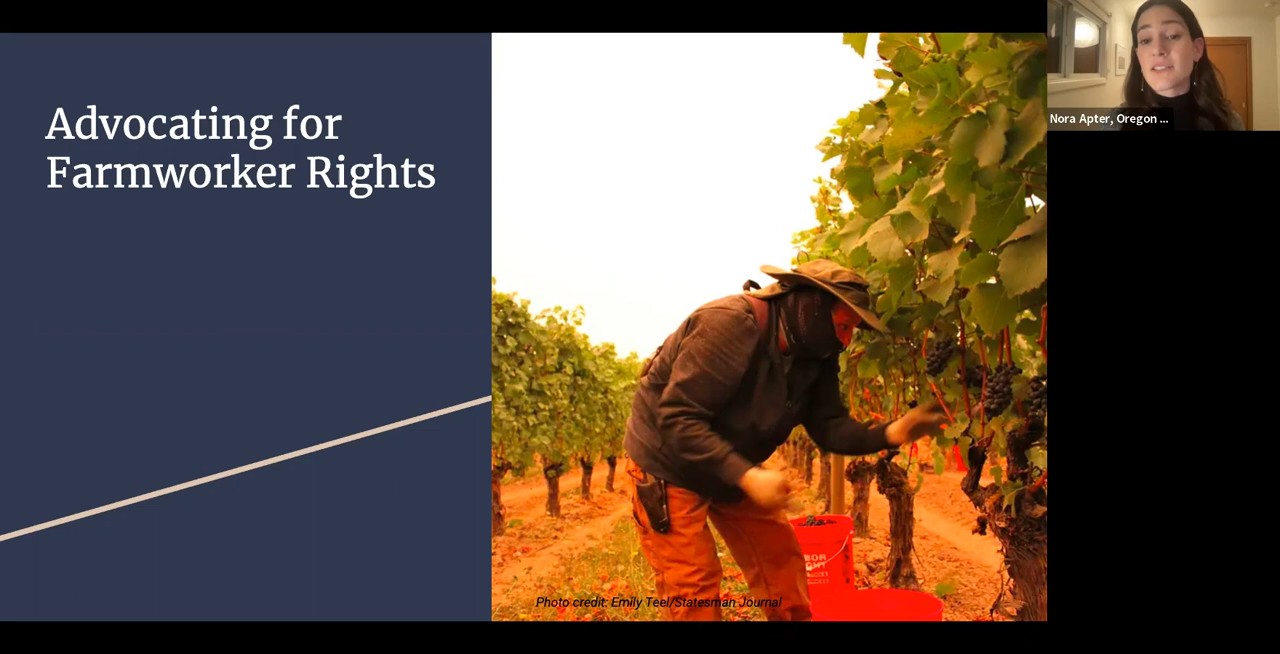 Advocating for
Farmworker Rights
Nora Apter, Oregon ...
Photo credit: Emily Teel/Statesman Journal